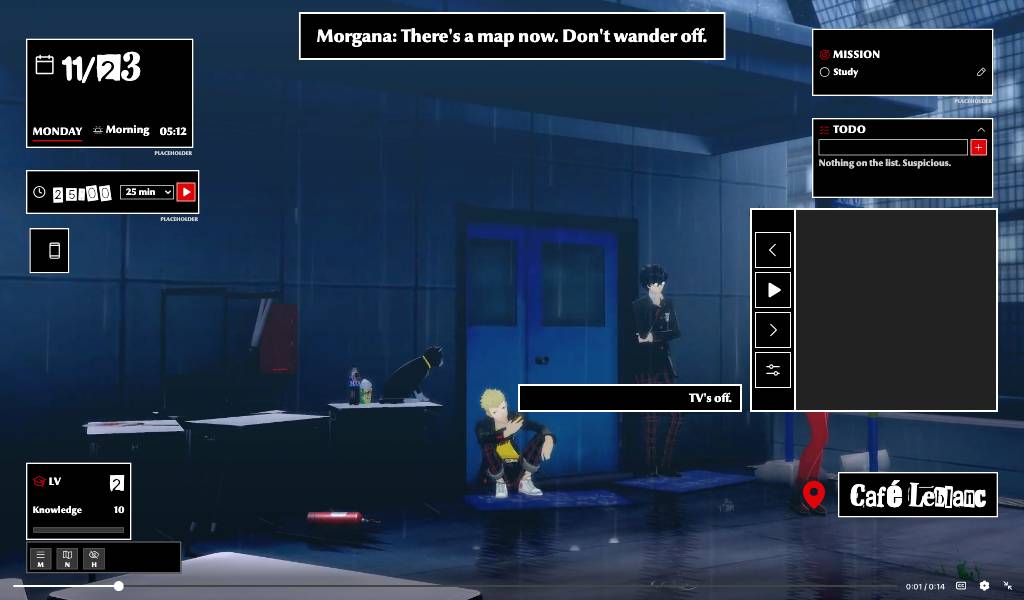 Morgana: There's a map now. Don't wander off.
11/23
MONDAY Morning 05:12
PLACEHOLDER
25:00 25 min
PLACEHOLDER
MISSION
Study
PLACEHOLDER
TODO
+
Nothing on the list. Suspicious.
TV's off.
LV 2
Knowledge 10
M N H
Café Leblanc
0:01 / 0:14
CC